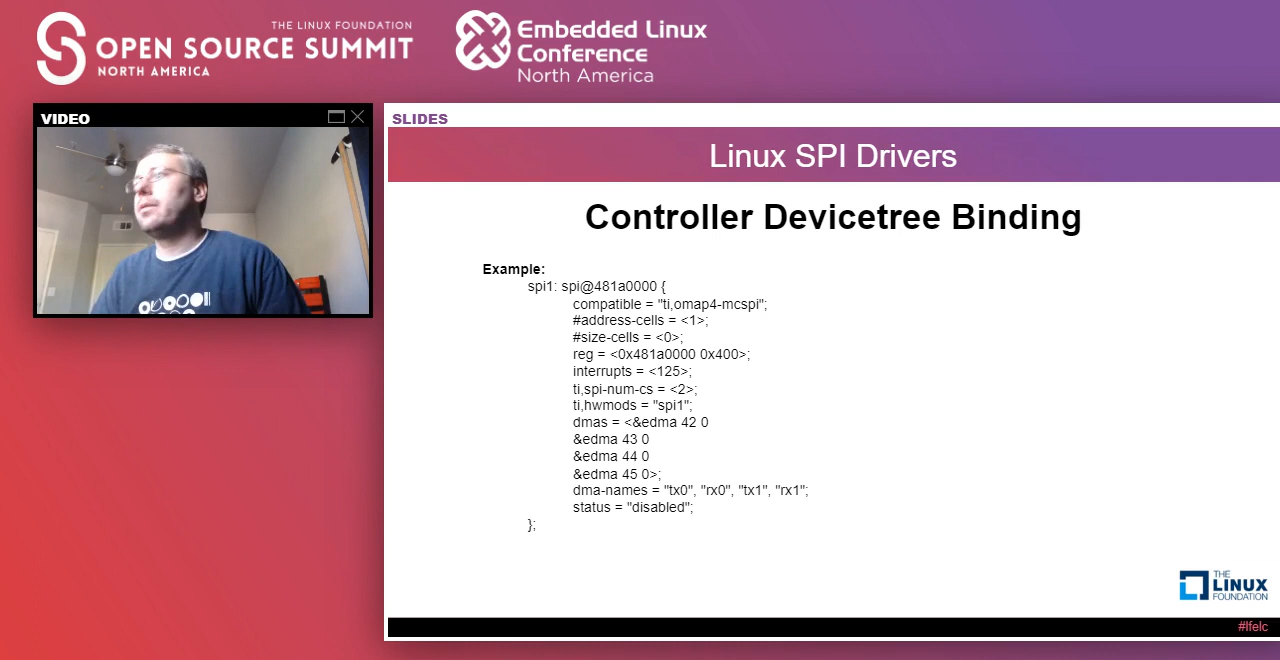 THE LINUX FOUNDATION
OPEN SOURCE SUMMIT
NORTH AMERICA
Embedded Linux
Conference
North America
VIDEO
SLIDES
Linux SPI Drivers
Controller Devicetree Binding
Example:
spi1: spi@481a0000 {
compatible = "ti,omap4-mcspi";
#address-cells = <1>;
#size-cells = <0>;
reg = <0x481a0000 0x400>;
interrupts = <125>;
ti,spi-num-cs = <2>;
ti,hwmods = "spi1";
dmas = <&edma 42 0
&edma 43 0
&edma 44 0
&edma 45 0>;
dma-names = "tx0", "rx0", "tx1", "rx1";
status = "disabled";
};
THE
LINUX
FOUNDATION
#lfelc